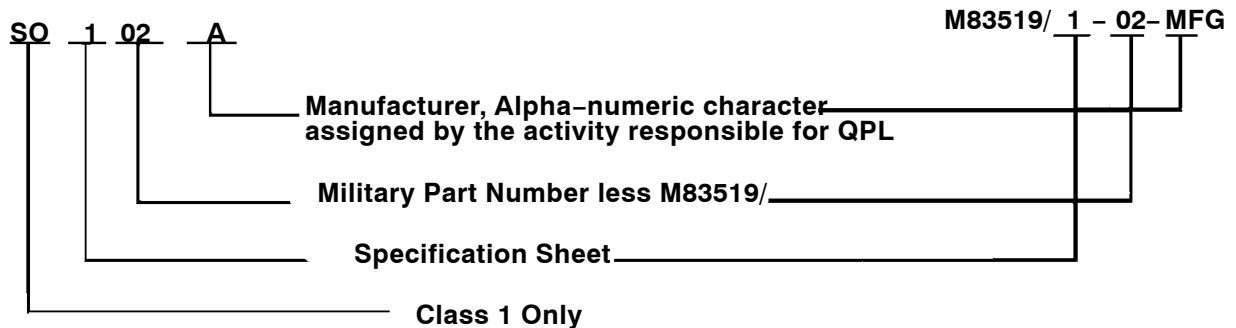 SO 1 02 A
M83519/ 1 – 02– MFG
Manufacturer, Alpha–numeric character
assigned by the activity responsible for QPL
Military Part Number less M83519/
Specification Sheet
Class 1 Only